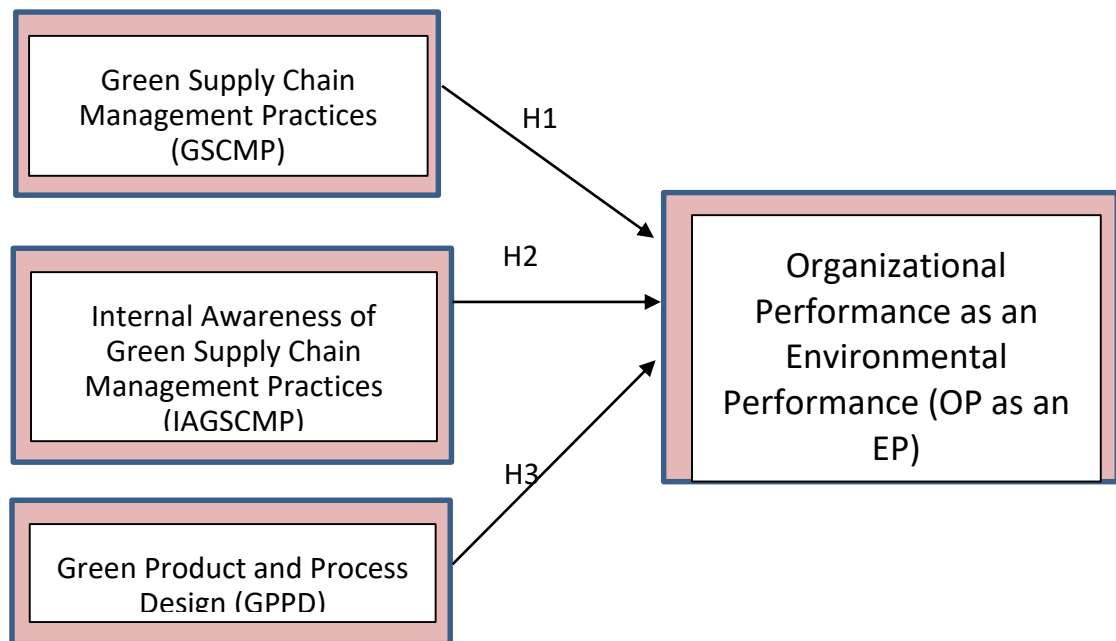 Green Supply Chain
Management Practices
(GSCMP)
H1
Internal Awareness of
Green Supply Chain
Management Practices
(IAGSCMP)
H2
Green Product and Process
Design (GPPD)
H3
Organizational
Performance as an
Environmental
Performance (OP as an
EP)